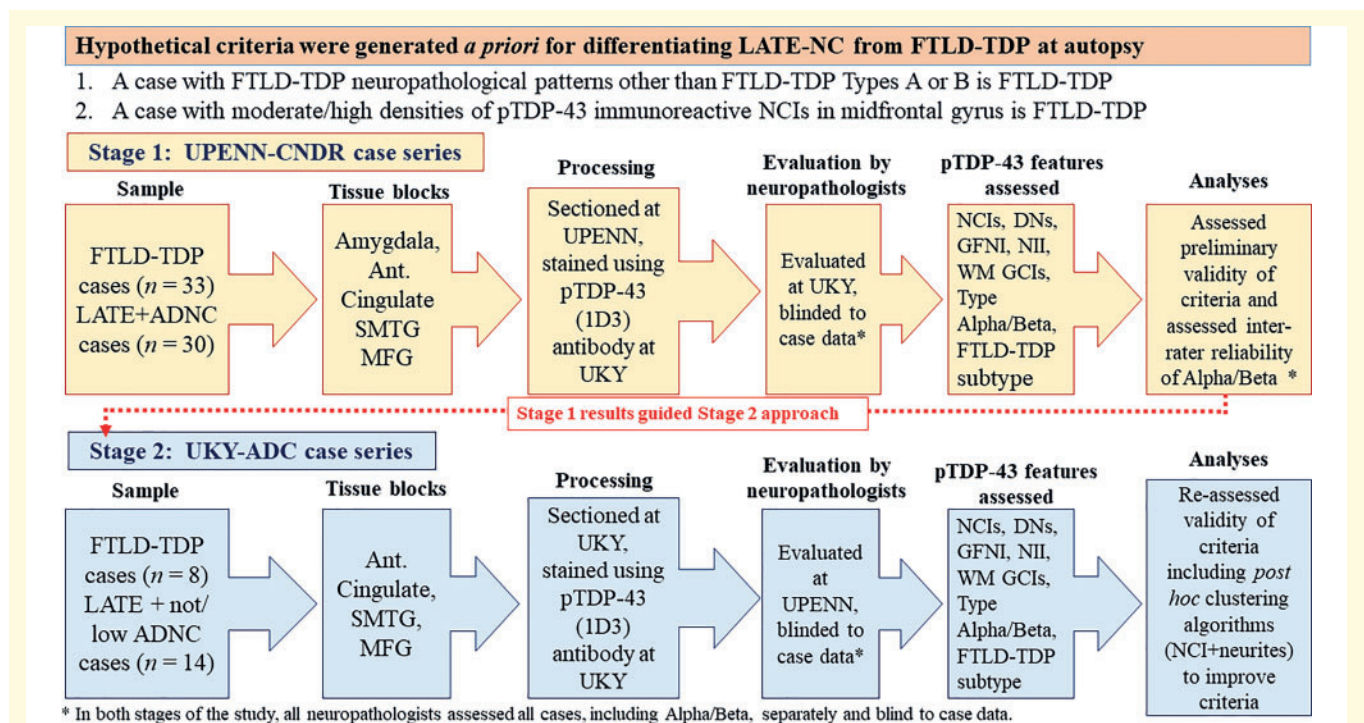 Hypothetical criteria were generated a priori for differentiating LATE-NC from FTLD-TDP at autopsy
1. A case with FTLD-TDP neuropathological patterns other than FTLD-TDP Types A or B is FTLD-TDP
2. A case with moderate/high densities of pTDP-43 immunoreactive NCIs in midfrontal gyrus is FTLD-TDP
Stage 1: UPENN-CNDR case series
Sample
FTLD-TDP
cases (n = 33)
LATE+ADNC
cases (n = 30)
Tissue blocks
Amygdala,
Ant.
Cingulate
SMTG
MFG
Processing
Sectioned at
UPENN,
stained using
pTDP-43
(1D3)
antibody at
UKY
Evaluation by
neuropathologists
Evaluated
at UKY,
blinded to
case data*
pTDP-43 features
assessed
NCIs, DNs,
GFNI, NII,
WM GCIs,
Type
Alpha/Beta,
FTLD-TDP
subtype
Analyses
Assessed
preliminary
validity of
criteria and
assessed inter-
rater reliability
of Alpha/Beta *
Stage 1 results guided Stage 2 approach
Stage 2: UKY-ADC case series
Sample
FTLD-TDP
cases (n = 8)
LATE + not/
low ADNC
cases (n = 14)
Tissue blocks
Ant.
Cingulate,
SMTG,
MFG
Processing
Sectioned at
UKY,
stained using
pTDP-43
(1D3)
antibody at
UKY
Evaluation by
neuropathologists
Evaluated
at
UPENN,
blinded to
case data*
pTDP-43 features
assessed
NCIs, DNs,
GFNI, NII,
WM GCIs,
Type
Alpha/Beta,
FTLD-TDP
subtype
Analyses
Re-assessed
validity of
criteria
including post
hoc clustering
algorithms
(NCI+neurites)
to improve
criteria
* In both stages of the study, all neuropathologists assessed all cases, including Alpha/Beta, separately and blind to case data.